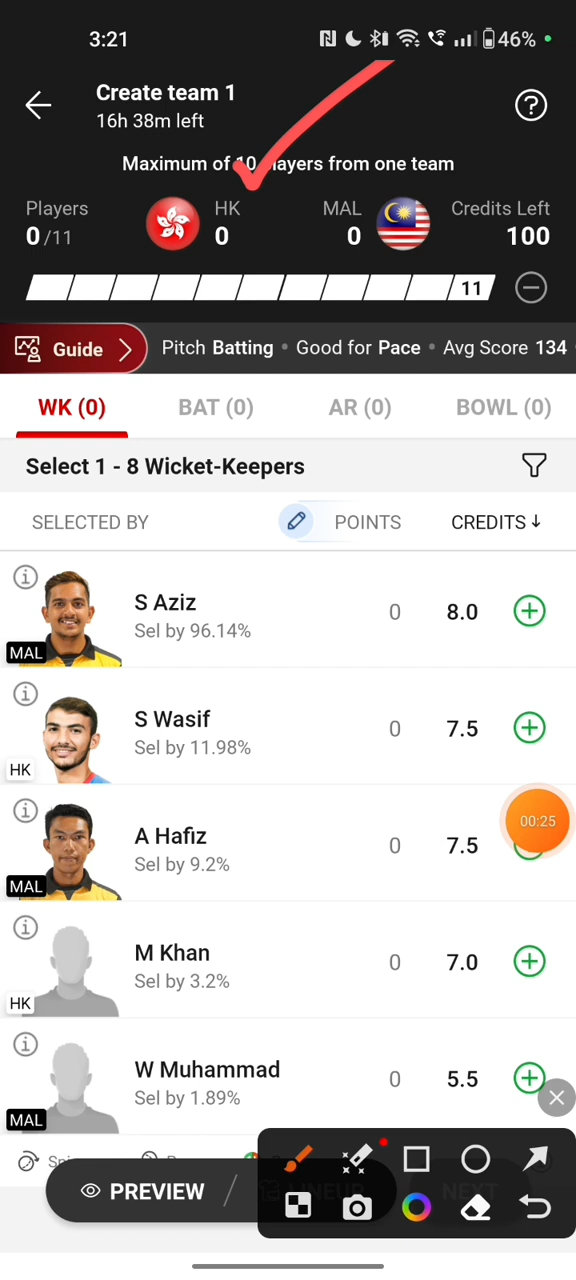 3:21 46%
Create team 1
16h 38m left
Maximum of 10 players from one team
Players HK MAL Credits Left
0/11 0 0 100
11
Guide Pitch Batting • Good for Pace • Avg Score 134
WK (0) BAT (0) AR (0) BOWL (0)
Select 1 - 8 Wicket-Keepers
SELECTED BY POINTS CREDITS↓
S Aziz
Sel by 96.14%
0 8.0
MAL
S Wasif
Sel by 11.98%
0 7.5
HK
A Hafiz
Sel by 9.2%
0 7.5
00:25
MAL
M Khan
Sel by 3.2%
0 7.0
HK
W Muhammad
Sel by 1.89%
0 5.5
MAL
PREVIEW